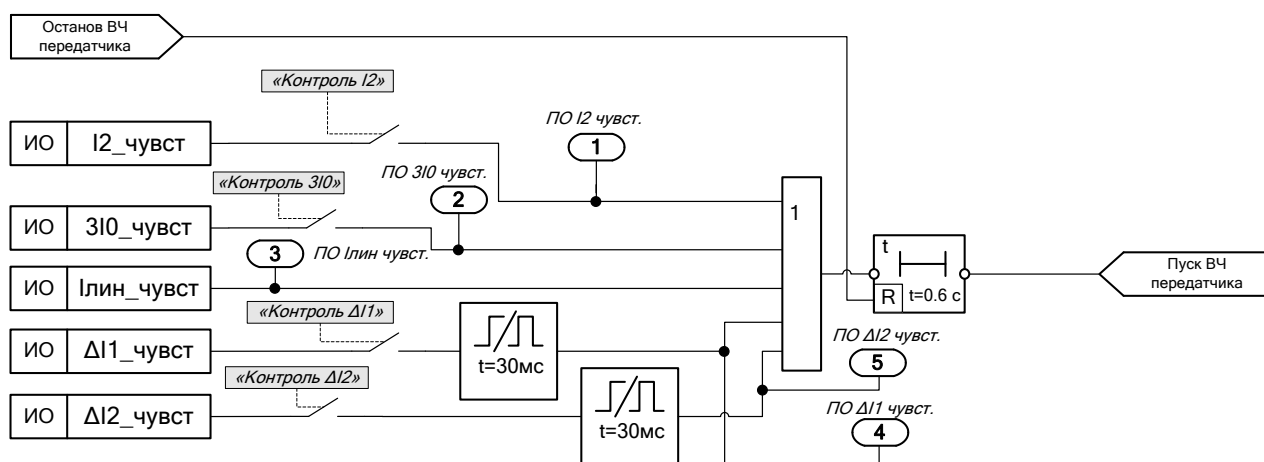 Останов ВЧ
передатчика
«Контроль I2»
ПО I2 чувст.
ИО I2_чувст
1
ПО 3I0 чувст.
«Контроль 3I0»
2
ИО 3I0_чувст
1
3 ПО Iлин чувст.
t
Пуск ВЧ
передатчика
ИО Iлин_чувст
R t=0.6 с
«Контроль ΔI1»
ИО ΔI1_чувст
t=30мс
ПО ΔI2 чувст.
5
«Контроль ΔI2»
ИО ΔI2_чувст
t=30мс
ПО ΔI1 чувст.
4